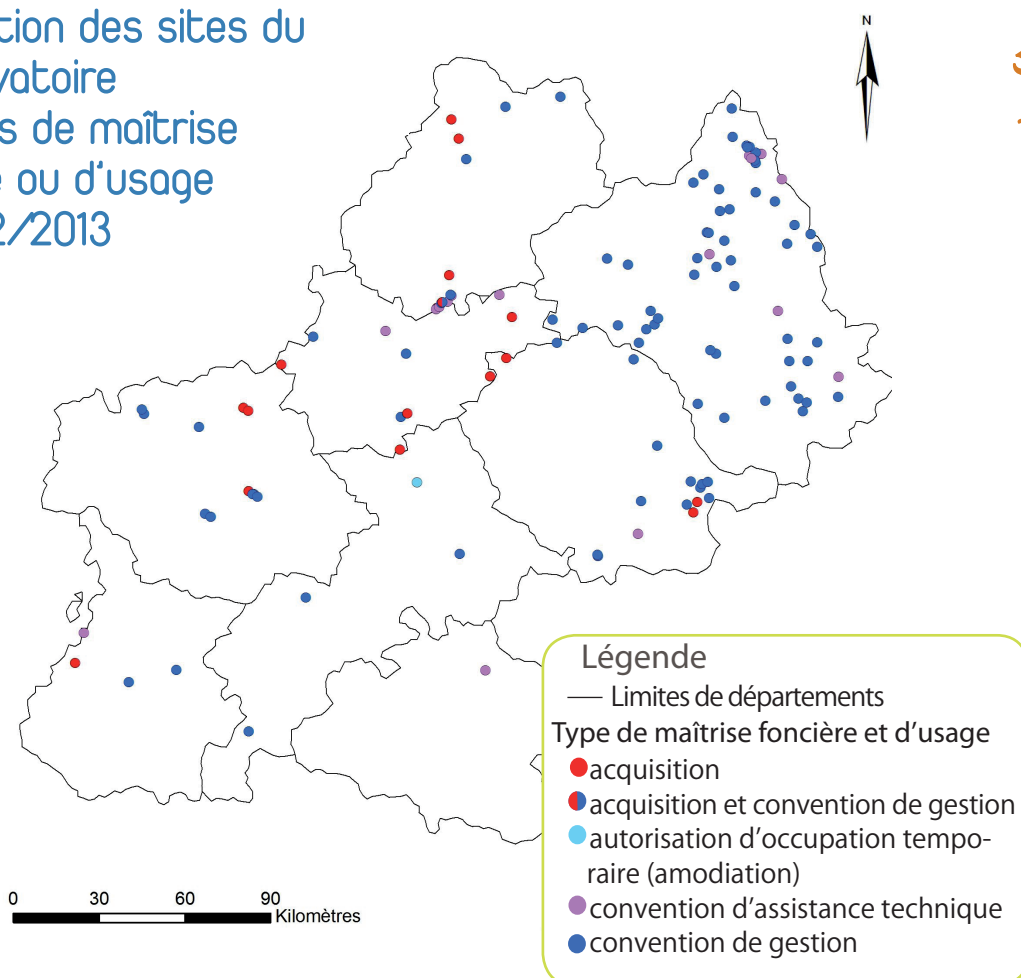 tion des sites du
vatoire
s de maîtrise
e ou d'usage
2/2013
N
Légende
Limites de départements
Type de maîtrise foncière et d'usage
acquisition
acquisition et convention de gestion
autorisation d'occupation tempo-
raire (amodiation)
convention d'assistance technique
convention de gestion
0 30 60 90
Kilomètres